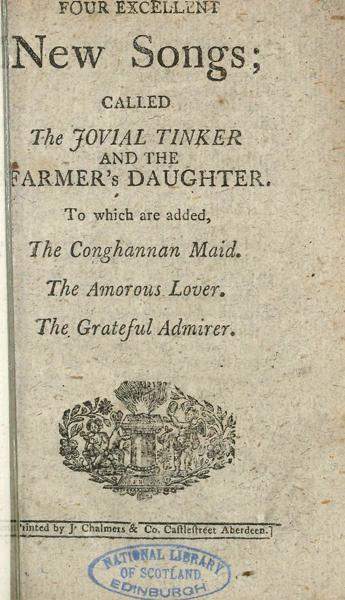 FOUR EXCELLENT
New Songs;
CALLED
The JOVIAL TINKER
AND THE
FARMER's DAUGHTER.
To which are added,
The Conghannan Maid.
The Amorous Lover.
The Grateful Admirer.
Printed by J Chalmers & Co. Castlestreet Aberdeen.]
NATIONAL LIBRARY
OF SCOTLAND
EDINBURGH